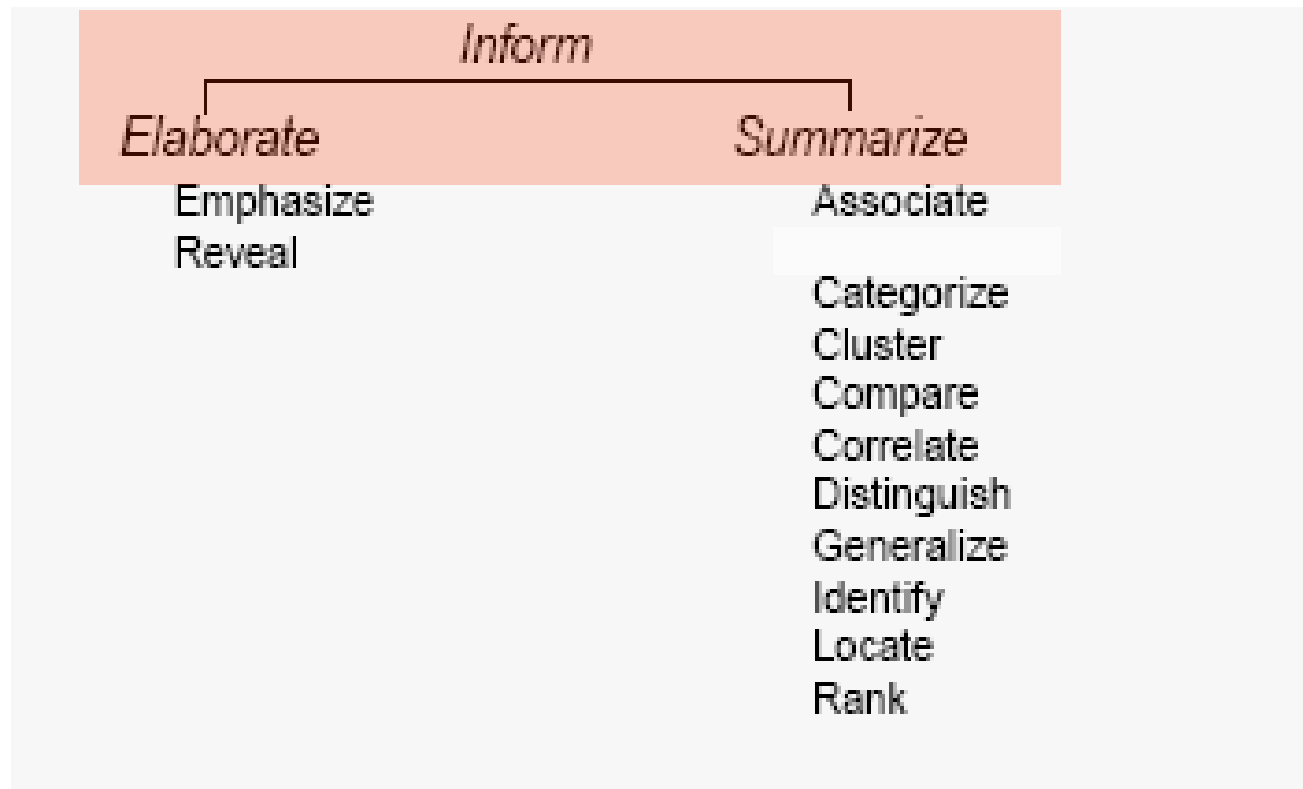 Inform
Elaborate Summarize
Emphasize Associate
Reveal
Categorize
Cluster
Compare
Correlate
Distinguish
Generalize
Identify
Locate
Rank